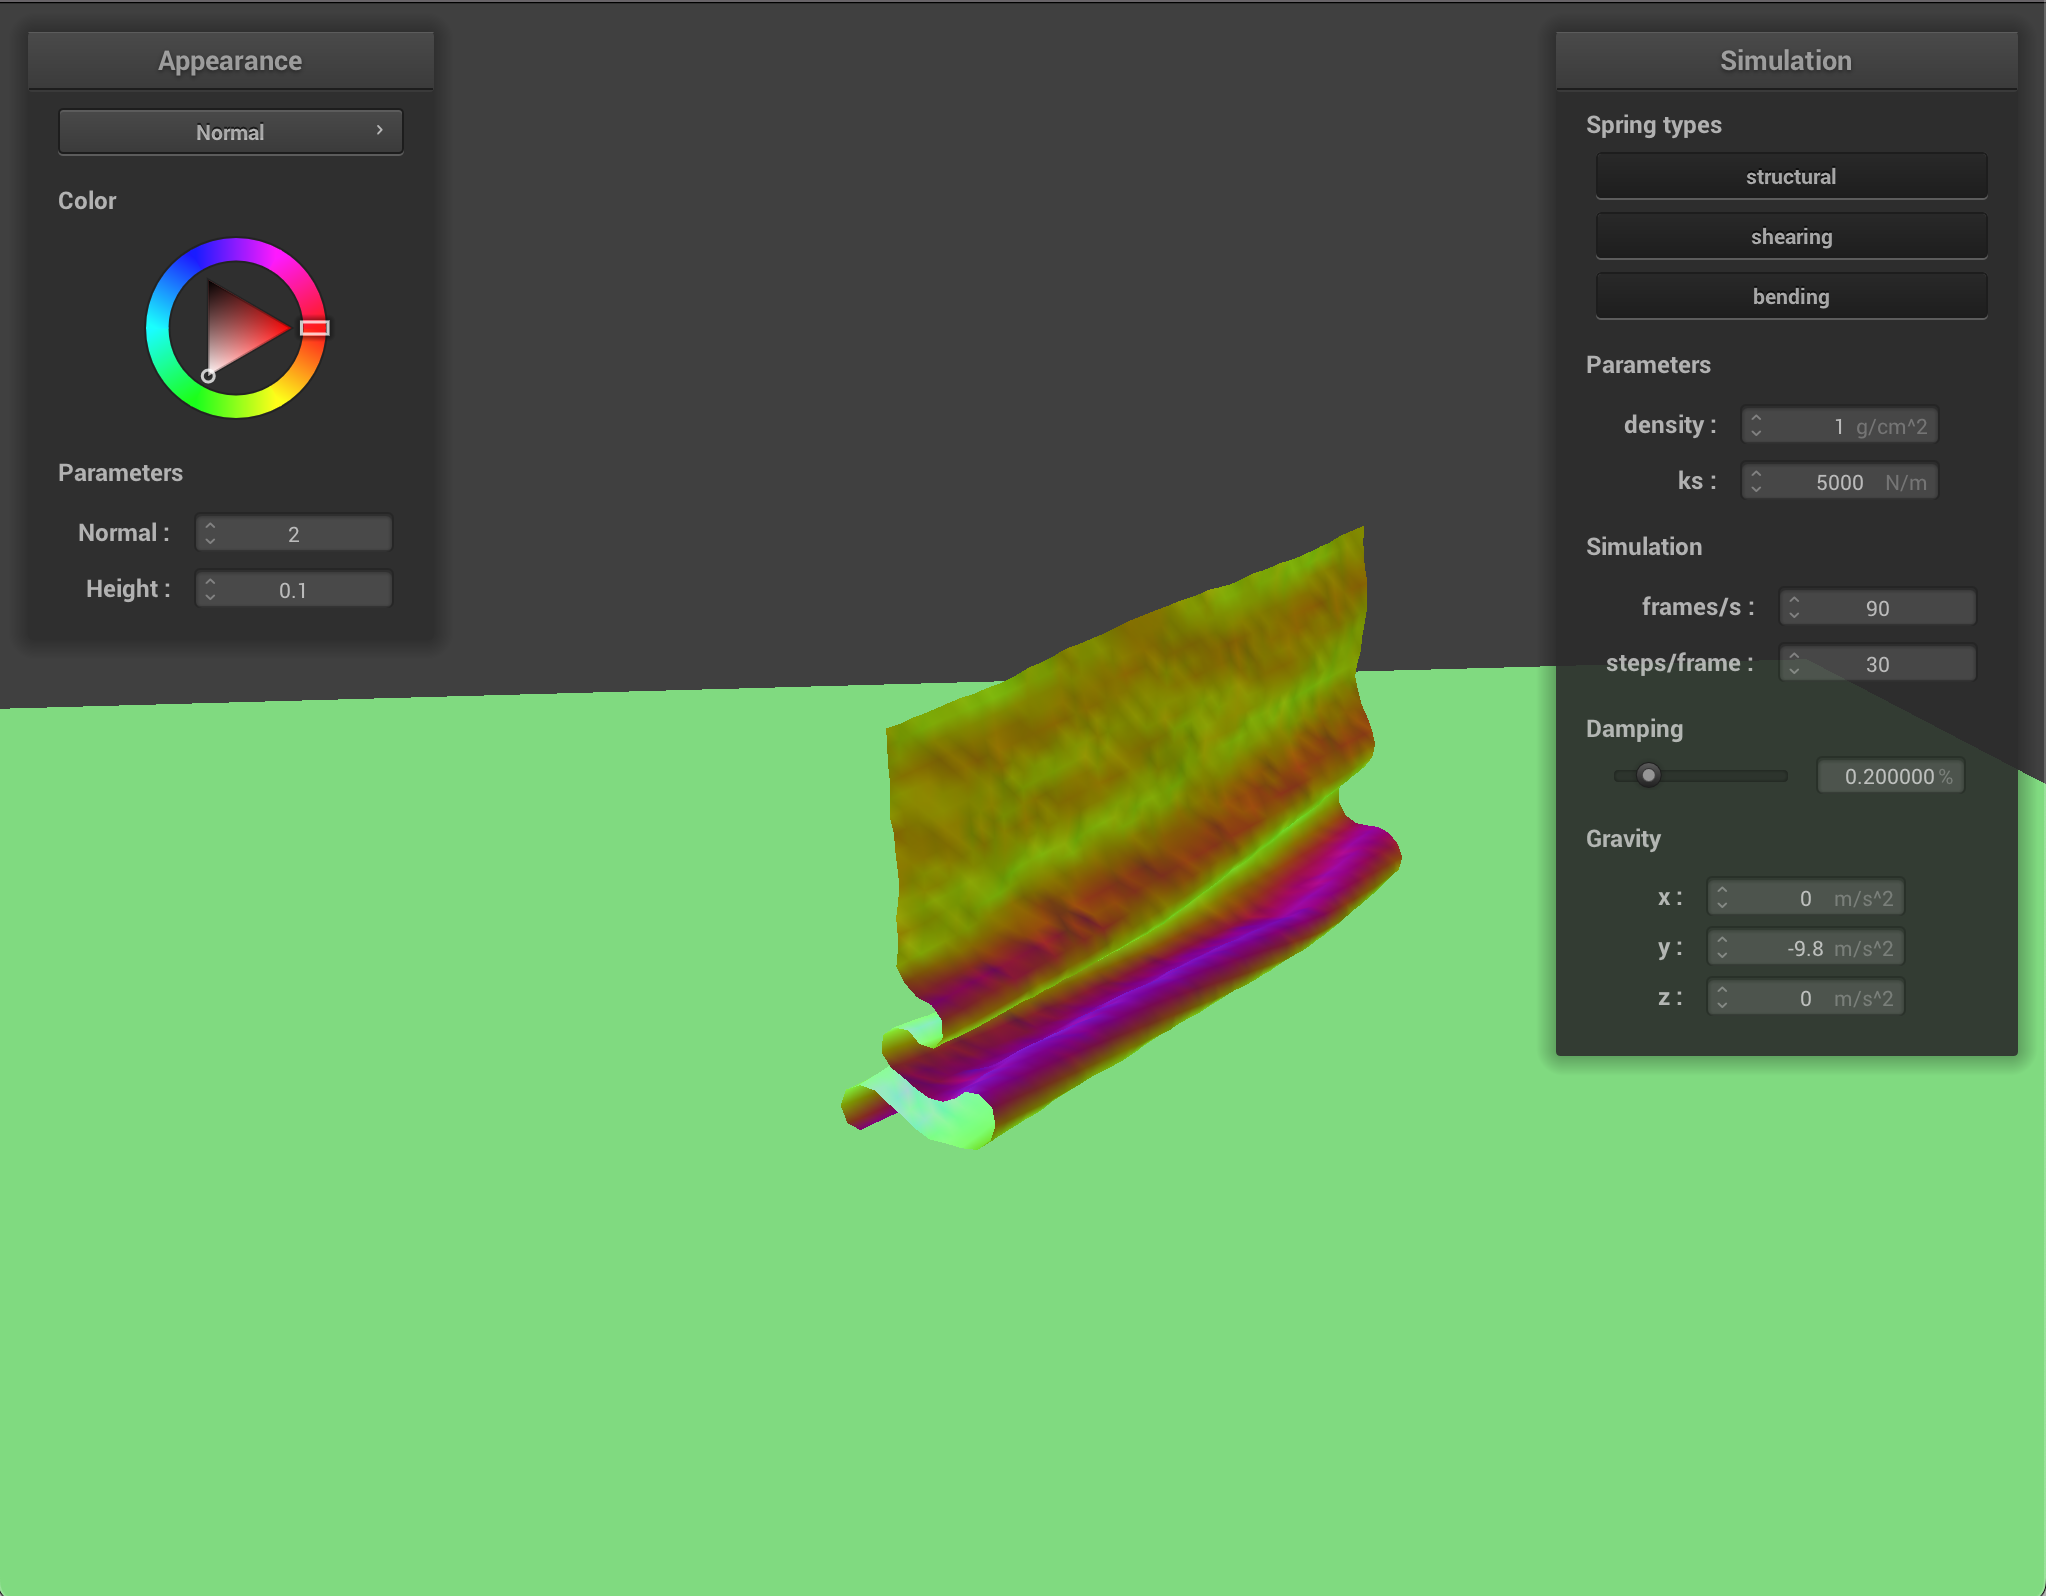 Appearance
Normal
Color
Parameters
Normal : 2
Height : 0.1
Simulation
Spring types
structural
shearing
bending
Parameters
density : 1 g/cm^2
ks : 5000 N/m
Simulation
frames/s : 90
steps/frame : 30
Damping
0.200000 %
Gravity
x : 0 m/s^2
y : -9.8 m/s^2
z : 0 m/s^2